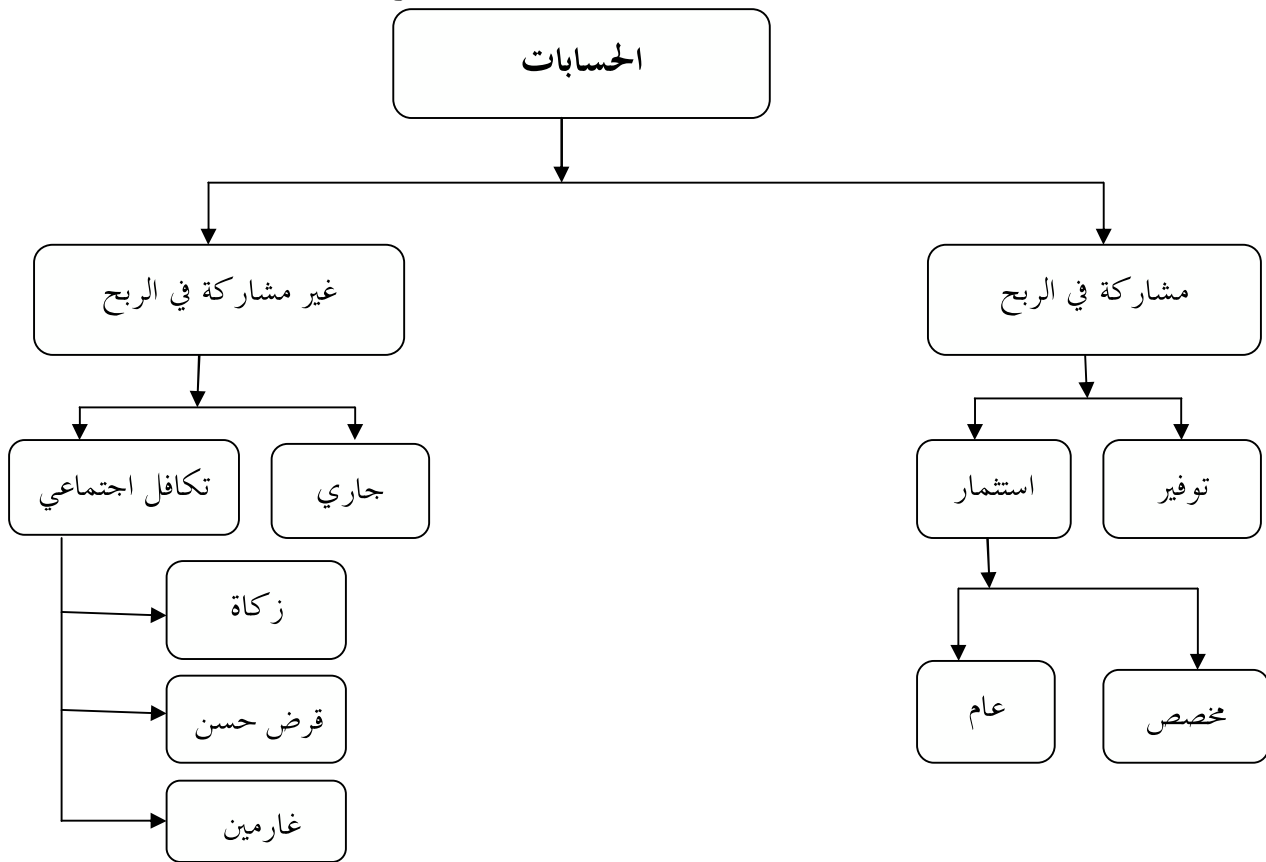 الحسابات
مشاركة في الربح
غير مشاركة في الربح
توفير
استثمار
جاري
تكافل اجتماعي
مخصص
عام
زكاة
قرض حسن
غارمين